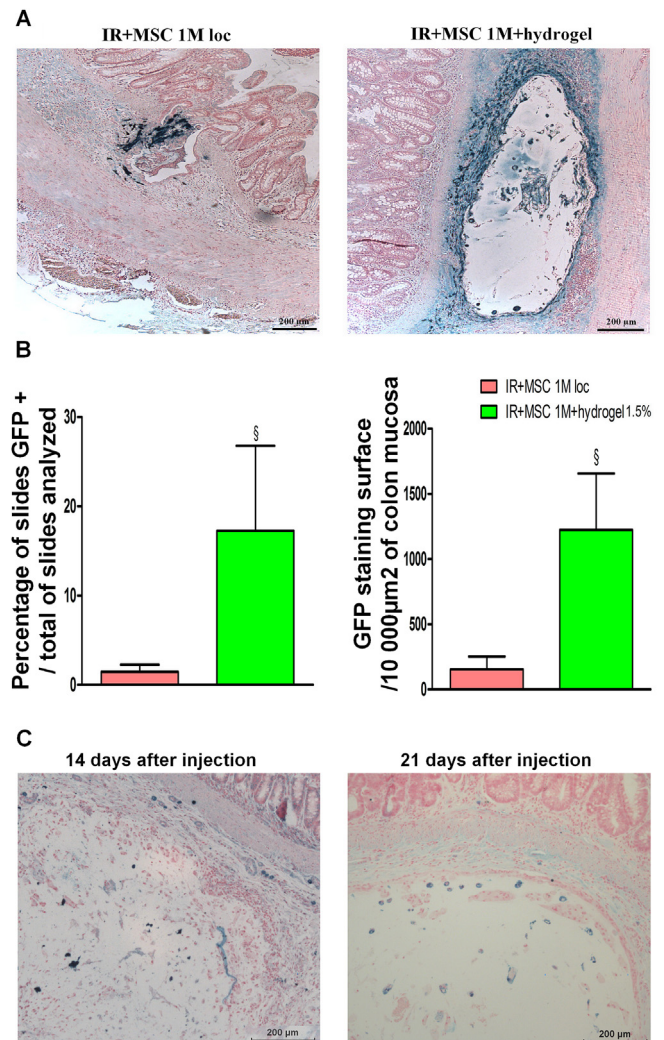 A
IR+MSC 1M loc
IR+MSC 1M+hydrogel
200 µm
200 µm
B
Percentage of slides GFP +
/ total of slides analyzed
30
20
10
0
§
GFP staining surface
/10 000µm2 of colon mucosa
IR+MSC 1M loc
IR+MSC 1M+hydrogel 1.5%
2000
1500
1000
500
0
§
C
14 days after injection
21 days after injection
200 µm
200 µm